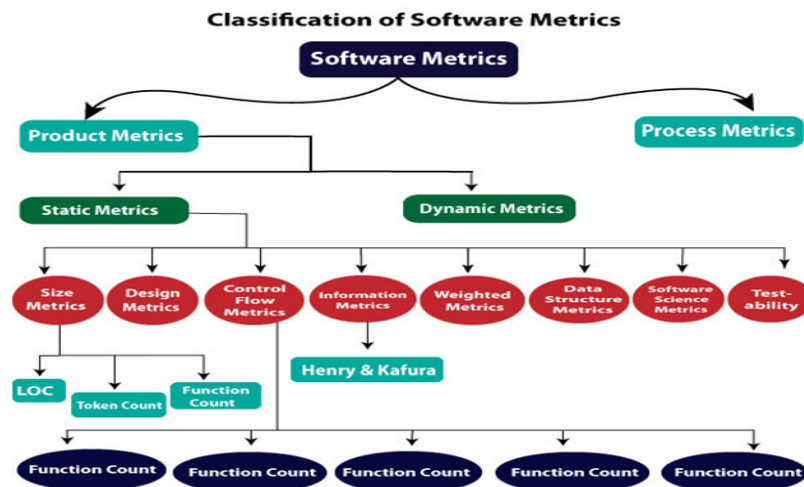 Classification of Software Metrics
Software Metrics
Product Metrics
Process Metrics
Static Metrics
Dynamic Metrics
Size
Metrics
Design
Metrics
Control
Flow
Metrics
Information
Metrics
Weighted
Metrics
Data
Structure
Metrics
Software
Science
Metrics
Test-
ability
LOC
Token Count
Function
Count
Henry & Kafura
Function Count
Function Count
Function Count
Function Count
Function Count